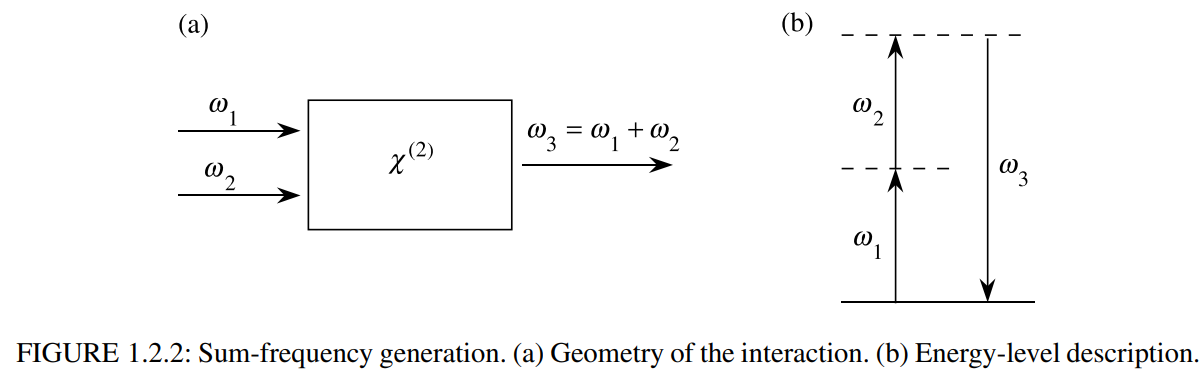 (a)
ω₁
ω₂
χ⁽²⁾
ω₃ = ω₁ + ω₂
(b)
ω₂
ω₁
ω₃
FIGURE 1.2.2: Sum-frequency generation. (a) Geometry of the interaction. (b) Energy-level description.